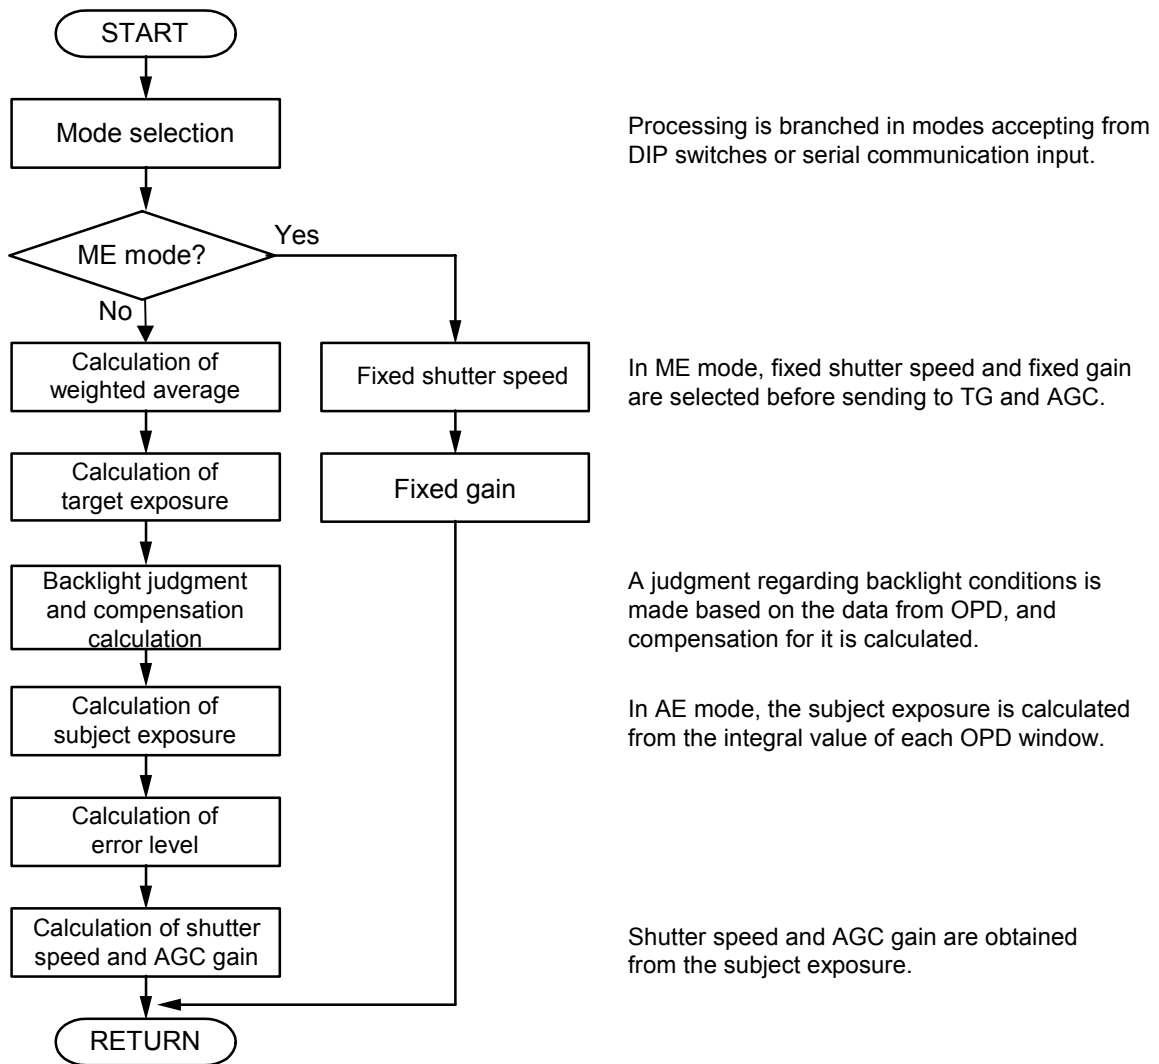 START
Mode selection
Processing is branched in modes accepting from
DIP switches or serial communication input.
ME mode?
Yes
No
Calculation of
weighted average
Fixed shutter speed
In ME mode, fixed shutter speed and fixed gain
are selected before sending to TG and AGC.
Calculation of
target exposure
Fixed gain
Backlight judgment
and compensation
calculation
A judgment regarding backlight conditions is
made based on the data from OPD, and
compensation for it is calculated.
Calculation of
subject exposure
In AE mode, the subject exposure is calculated
from the integral value of each OPD window.
Calculation of
error level
Calculation of shutter
speed and AGC gain
Shutter speed and AGC gain are obtained
from the subject exposure.
RETURN